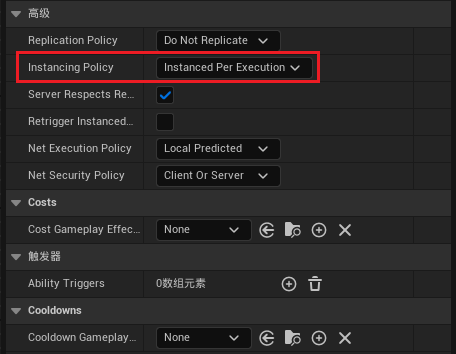 高级
Replication Policy Do Not Replicate
Instancing Policy Instanced Per Execution
Server Respects Re...
Retrigger Instanced...
Net Execution Policy Local Predicted
Net Security Policy Client Or Server
Costs
Cost Gameplay Effec... None
触发器
Ability Triggers 0数组元素
Cooldowns
Cooldown Gameplay... None